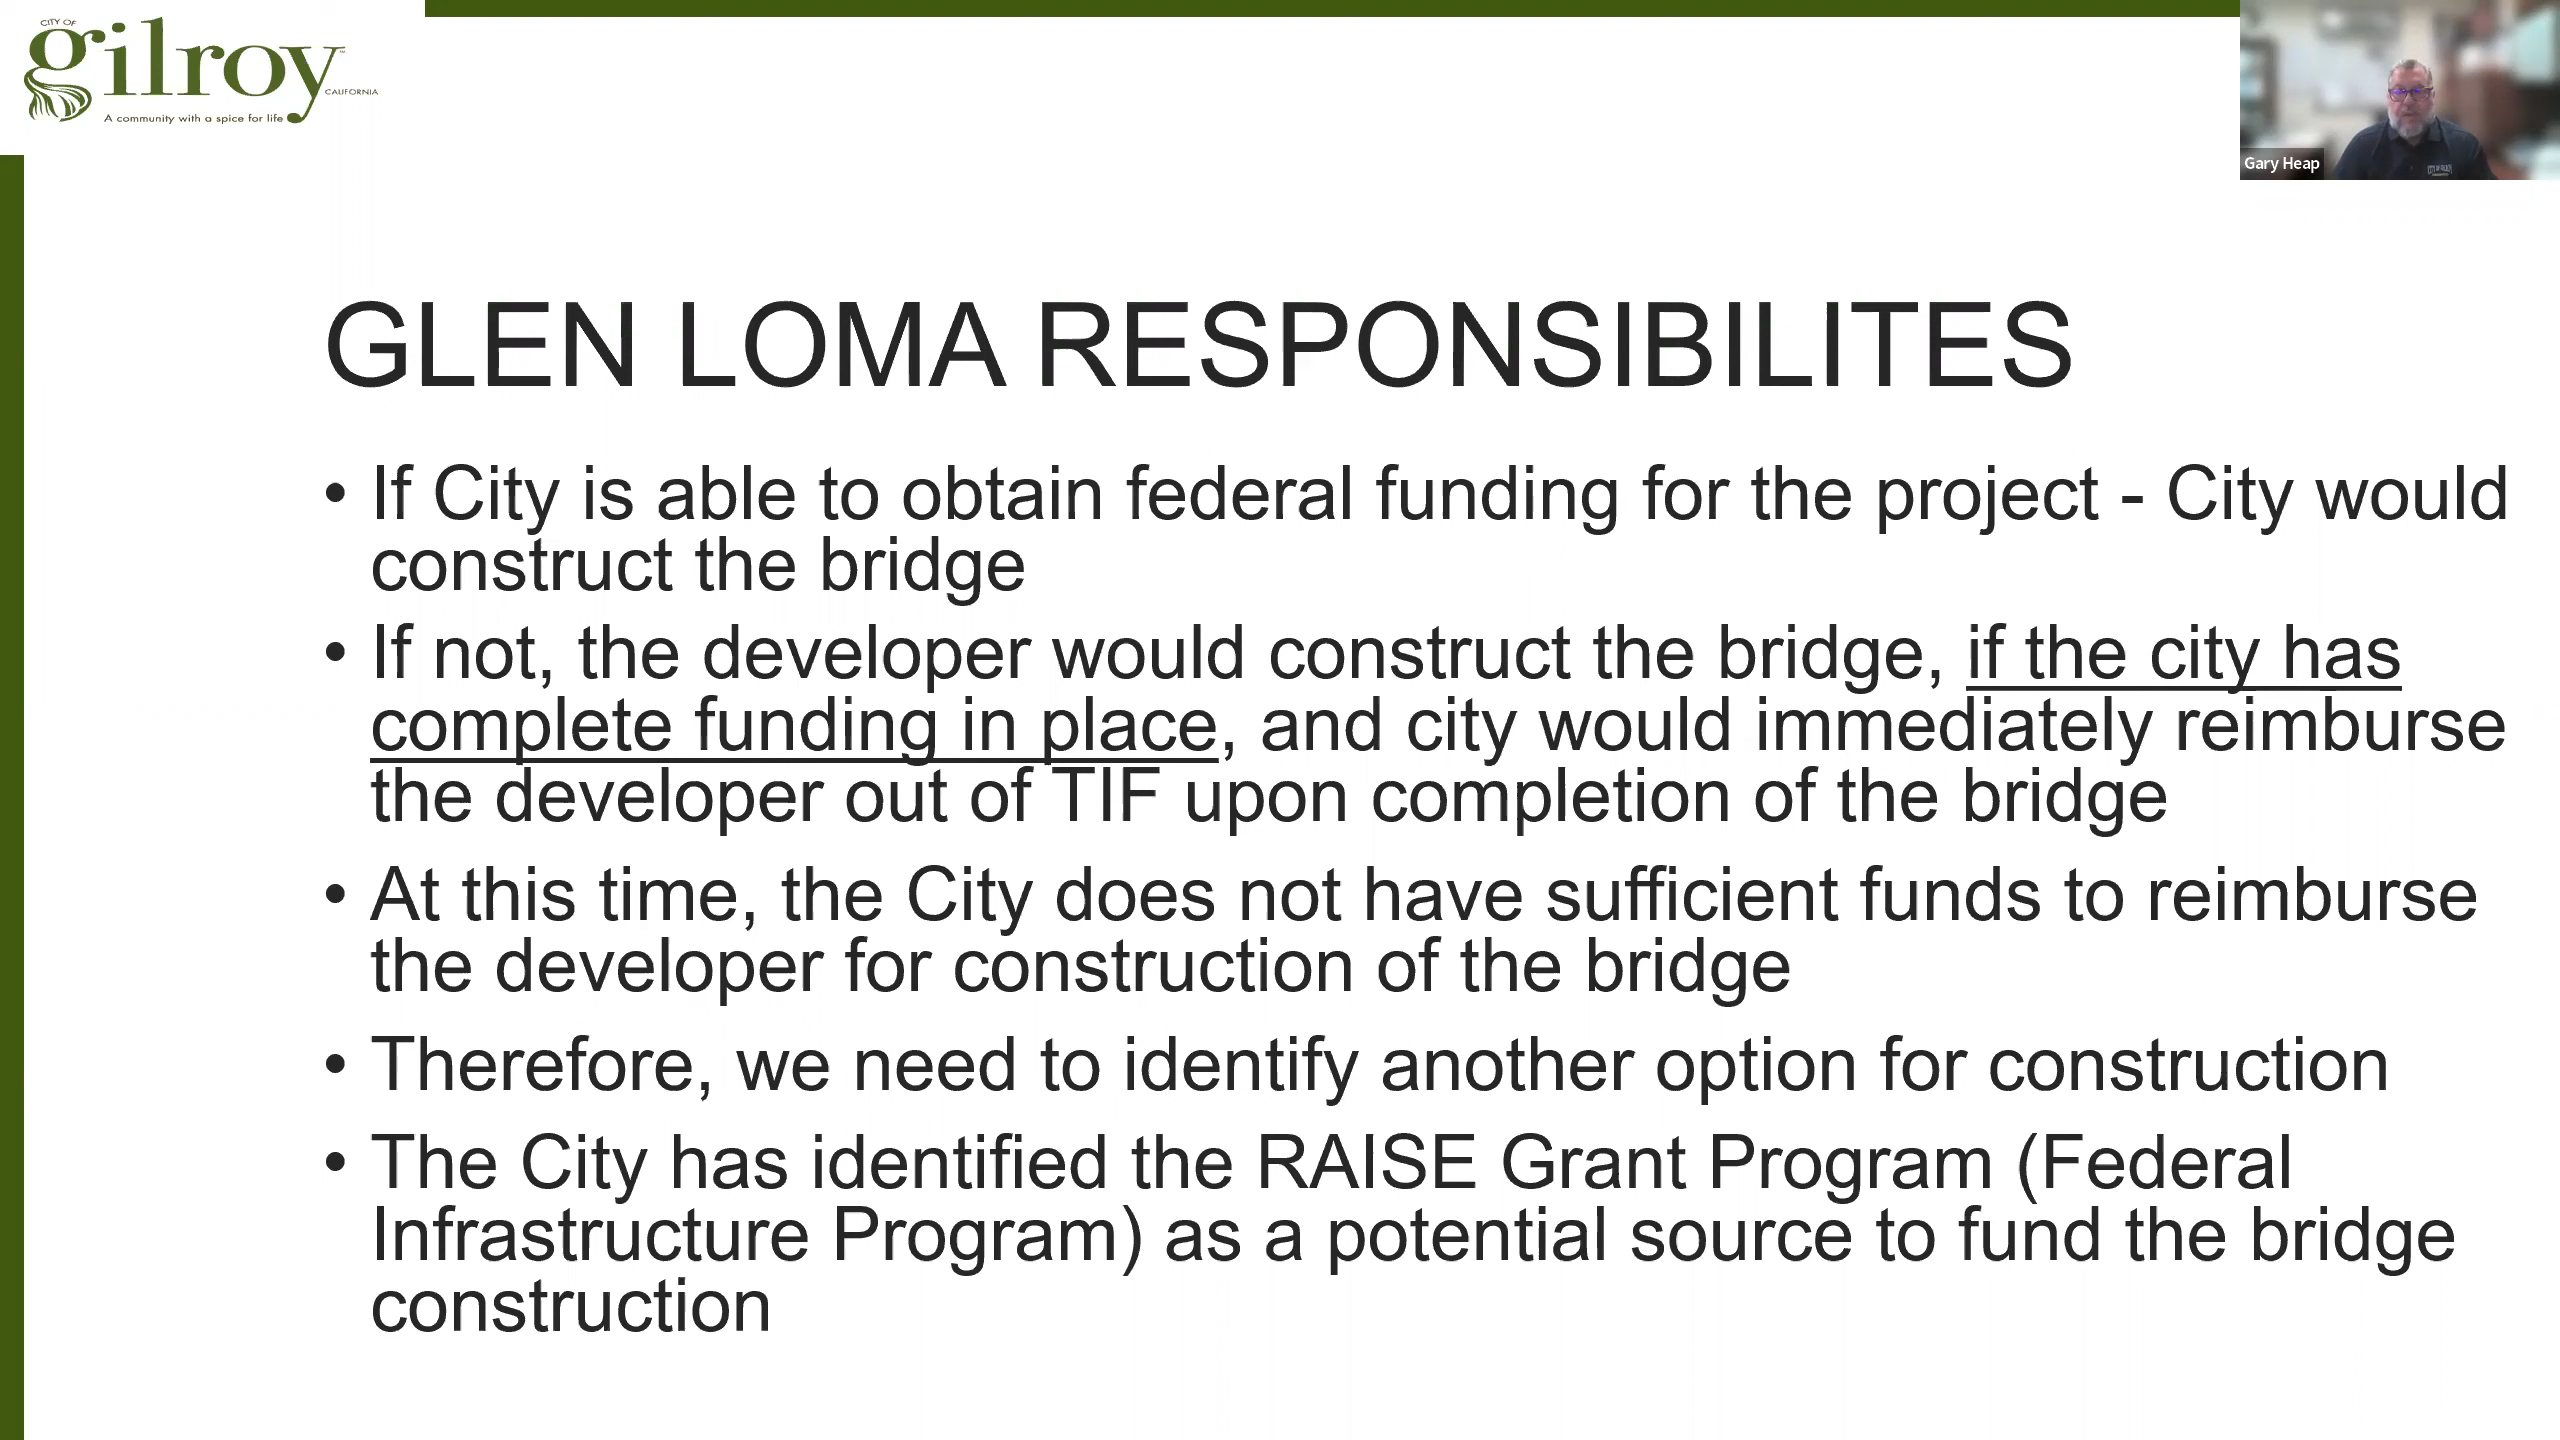 CITY OF
gilroy
CALIFORNIA
A community with a spice for life
Gary Heap
GLEN LOMA RESPONSIBILITES
• If City is able to obtain federal funding for the project - City would
construct the bridge
• If not, the developer would construct the bridge, if the city has
complete funding in place, and city would immediately reimburse
the developer out of TIF upon completion of the bridge
• At this time, the City does not have sufficient funds to reimburse
the developer for construction of the bridge
• Therefore, we need to identify another option for construction
• The City has identified the RAISE Grant Program (Federal
Infrastructure Program) as a potential source to fund the bridge
construction